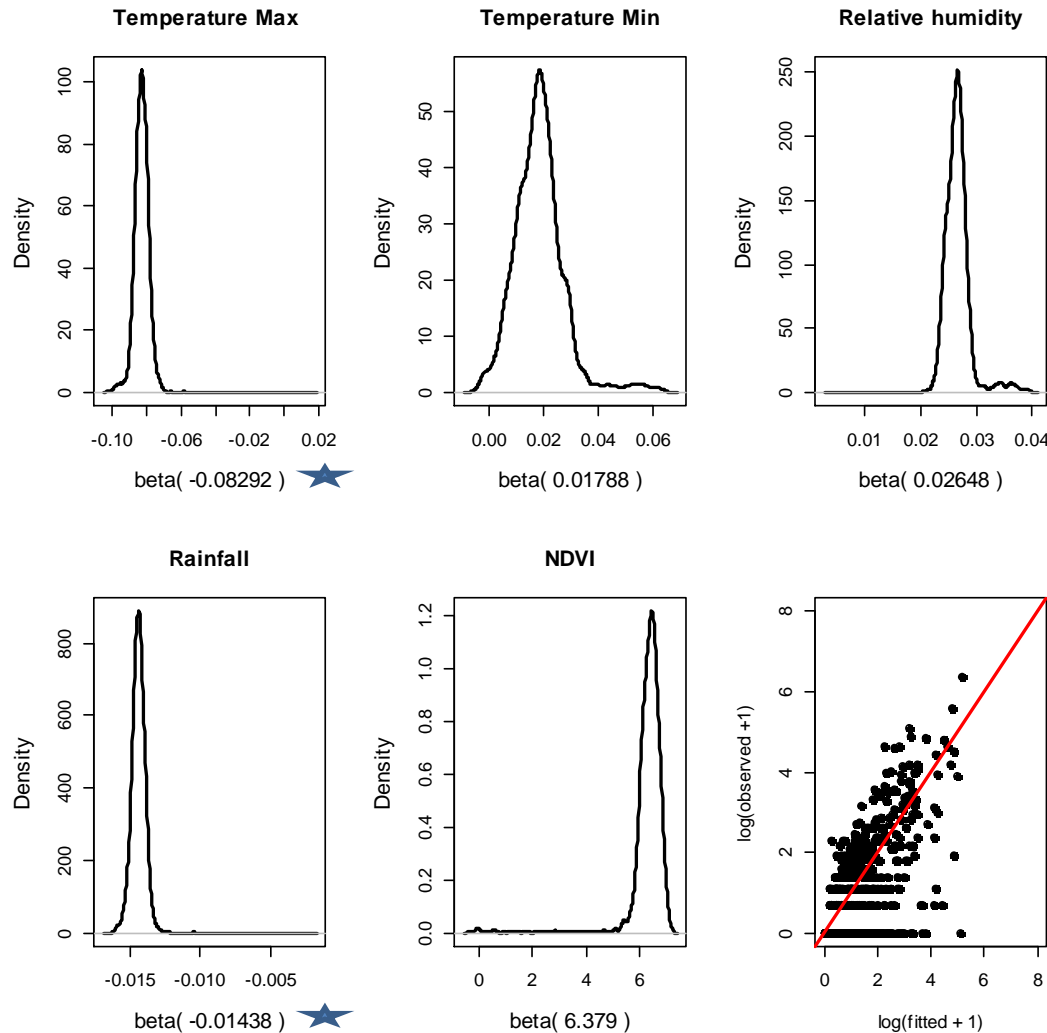 Temperature Max
Temperature Min
Relative humidity
Density
0 20 40 60 80 100
-0.10 -0.06 -0.02 0.02
beta( -0.08292 )
Density
0 10 20 30 40 50
0.00 0.02 0.04 0.06
beta( 0.01788 )
Density
0 50 100 150 200 250
0.01 0.02 0.03 0.04
beta( 0.02648 )
Rainfall
NDVI
Density
0 200 400 600 800
-0.015 -0.010 -0.005
beta( -0.01438 )
Density
0.0 0.2 0.4 0.6 0.8 1.0 1.2
0 2 4 6
beta( 6.379 )
log(observed +1)
0 2 4 6 8
0 2 4 6 8
log(fitted + 1)